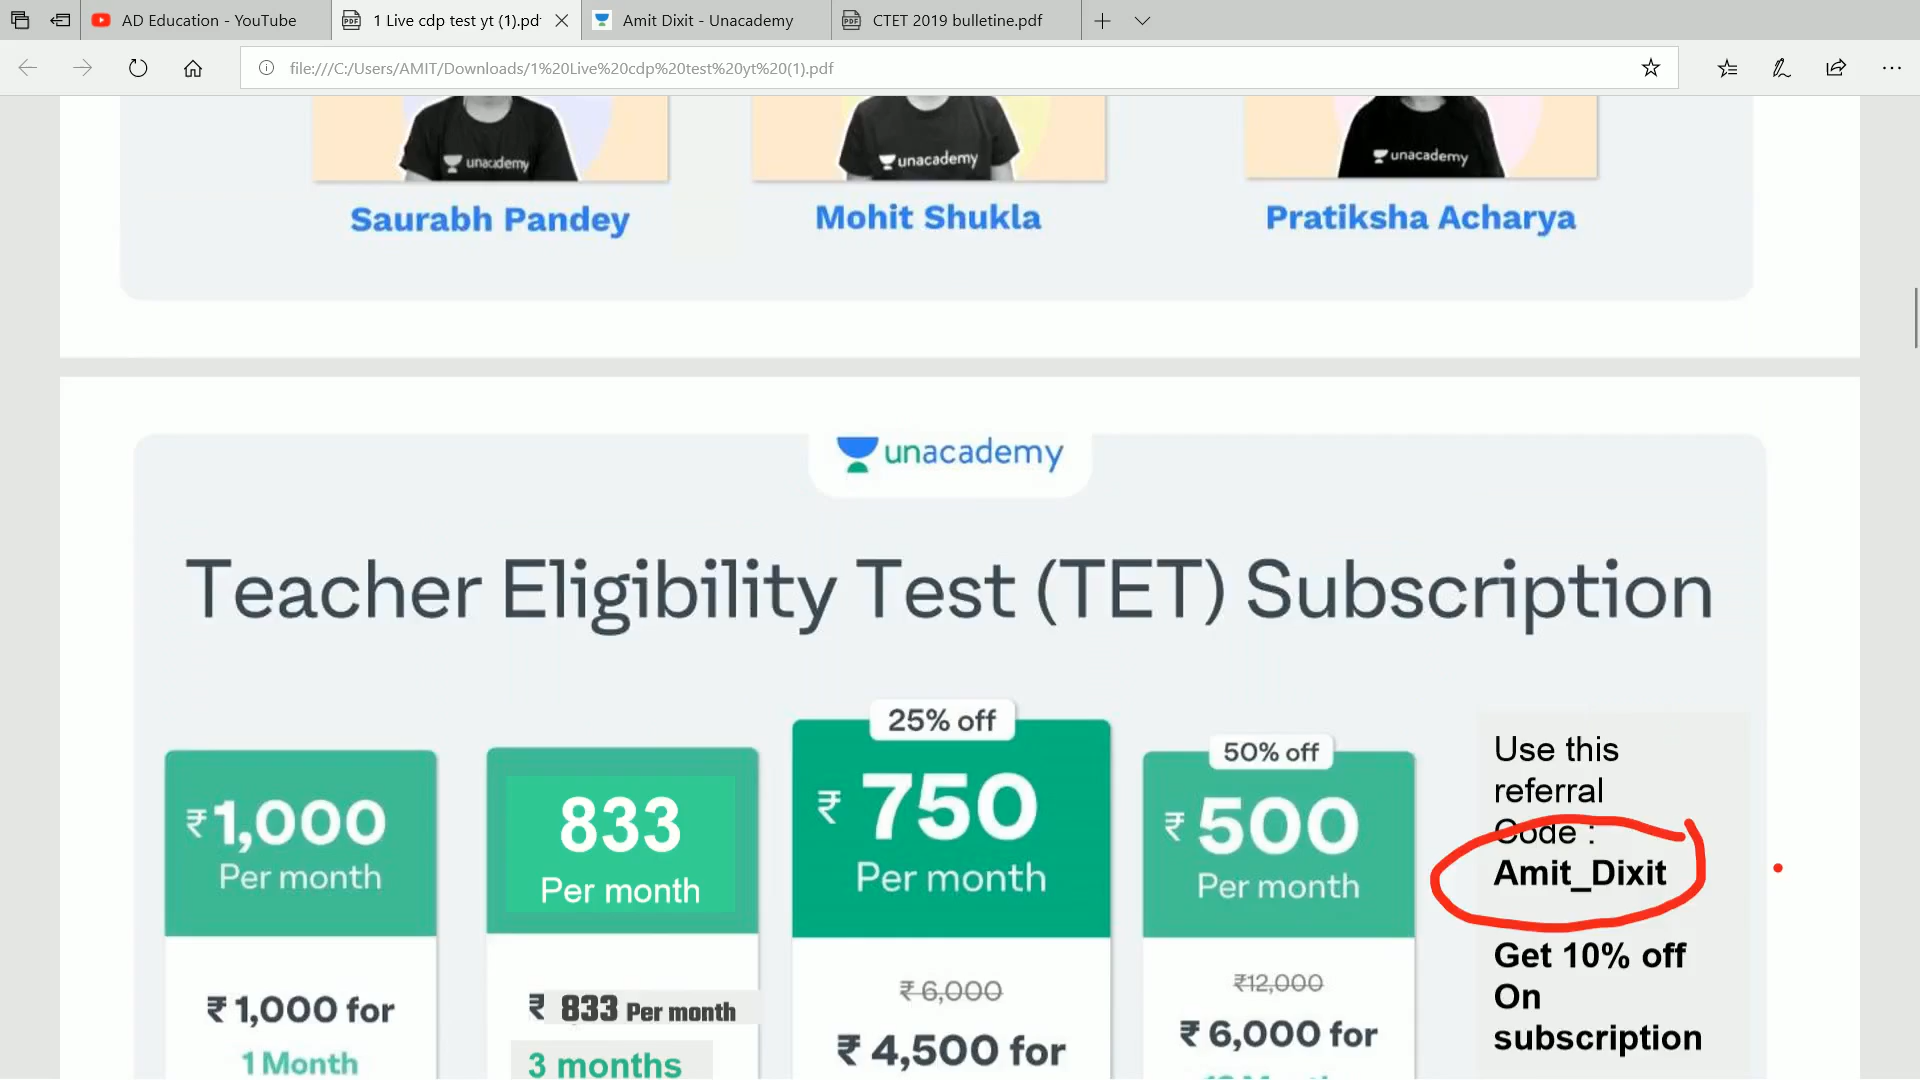 AD Education - YouTube
1 Live cdp test yt (1).pd
Amit Dixit - Unacademy
CTET 2019 bulletine.pdf
file:///C:/Users/AMIT/Downloads/1%20Live%20cdp%20test%20yt%20(1).pdf
unacademy
unacademy
unacademy
Saurabh Pandey
Mohit Shukla
Pratiksha Acharya
unacademy
Teacher Eligibility Test (TET) Subscription
₹1,000
Per month
₹1,000 for
1 Month
833
Per month
₹ 833 Per month
3 months
25% off
₹ 750
Per month
₹6,000
₹4,500 for
50% off
₹ 500
Per month
₹12,000
₹6,000 for
Use this
referral
Code :
Amit_Dixit
Get 10% off
On
subscription